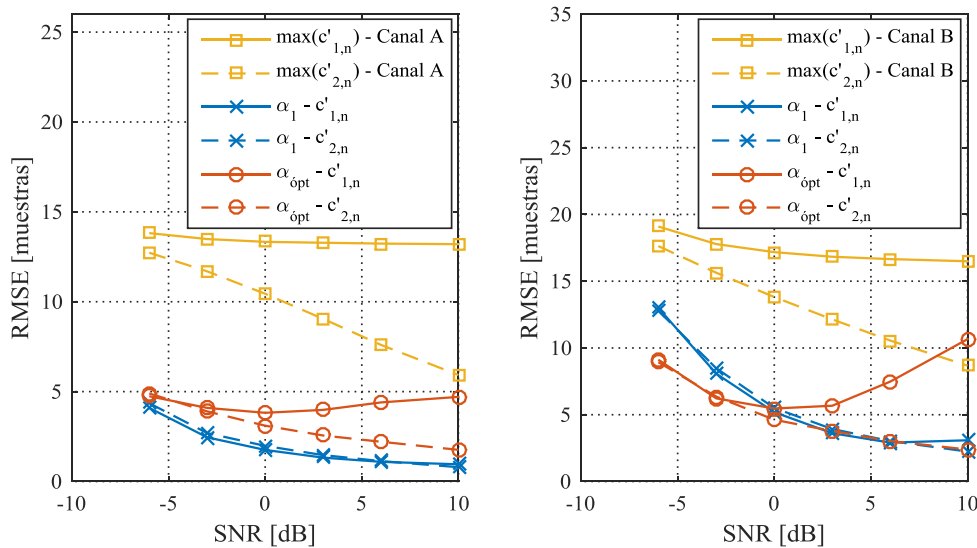 25
20
15
10
5
0
-10
-5
0
5
10
RMSE [muestras]
SNR [dB]
max(c'1,n) - Canal A
max(c'2,n) - Canal A
α1 - c'1,n
α1 - c'2,n
αópt - c'1,n
αópt - c'2,n
35
30
25
20
15
10
5
0
-10
-5
0
5
10
RMSE [muestras]
SNR [dB]
max(c'1,n) - Canal B
max(c'2,n) - Canal B
α1 - c'1,n
α1 - c'2,n
αópt - c'1,n
αópt - c'2,n